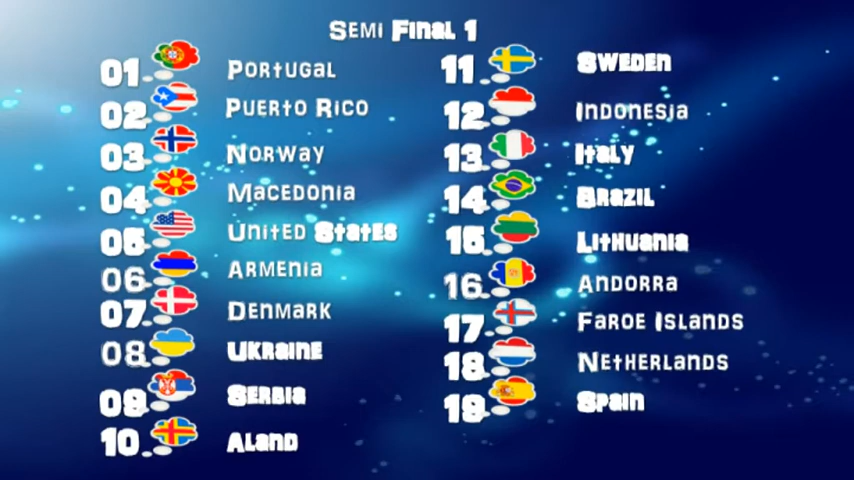 Semi Final 1
01. Portugal
02. Puerto Rico
03. Norway
04. Macedonia
05. United States
06. Armenia
07. Denmark
08. Ukraine
09. Serbia
10. Aland
11. Sweden
12. Indonesia
13. Italy
14. Brazil
15. Lithuania
16. Andorra
17. Faroe Islands
18. Netherlands
19. Spain